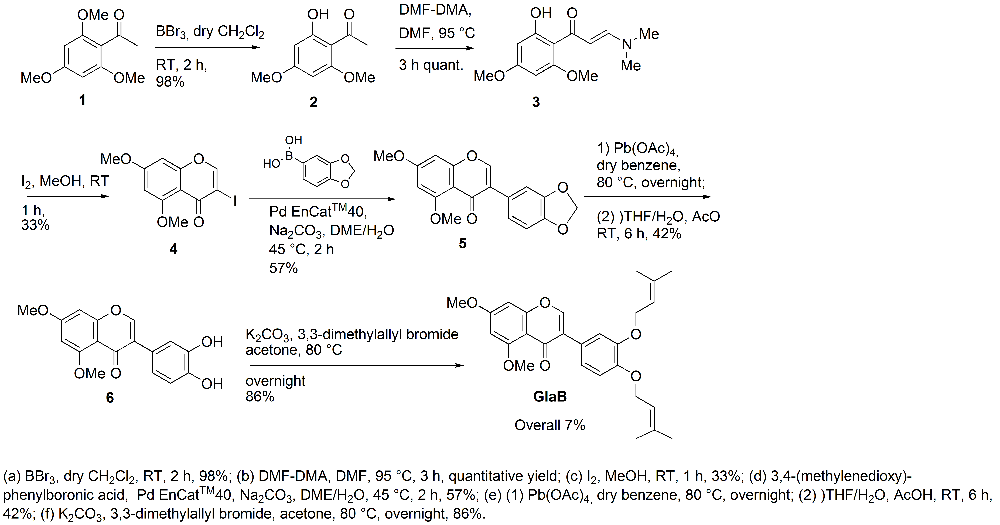 OMe O
MeO OMe
1
BBr3, dry CH2Cl2
RT, 2 h,
98%
OH O
MeO OMe
2
DMF-DMA,
DMF, 95 °C
3 h quant.
OH O
N Me
Me
MeO OMe
3
I2, MeOH, RT
1 h,
33%
MeO O
I
OMe O
4
OH
HO B O
O
Pd EnCatTM40,
Na2CO3, DME/H2O
45 °C, 2 h
57%
MeO O
O
OMe O O
5
1) Pb(OAc)4,
dry benzene,
80 °C, overnight;
(2) )THF/H2O, AcO
RT, 6 h, 42%
MeO O
OH
OMe O OH
6
K2CO3, 3,3-dimethylallyl bromide
acetone, 80 °C
overnight
86%
MeO O
O
OMe O O
GlaB
Overall 7%
(a) BBr3, dry CH2Cl2, RT, 2 h, 98%; (b) DMF-DMA, DMF, 95 °C, 3 h, quantitative yield; (c) I2, MeOH, RT, 1 h, 33%; (d) 3,4-(methylenedioxy)-
phenylboronic acid, Pd EnCatTM40, Na2CO3, DME/H2O, 45 °C, 2 h, 57%; (e) (1) Pb(OAc)4, dry benzene, 80 °C, overnight; (2) )THF/H2O, AcOH, RT, 6 h,
42%; (f) K2CO3, 3,3-dimethylallyl bromide, acetone, 80 °C, overnight, 86%.